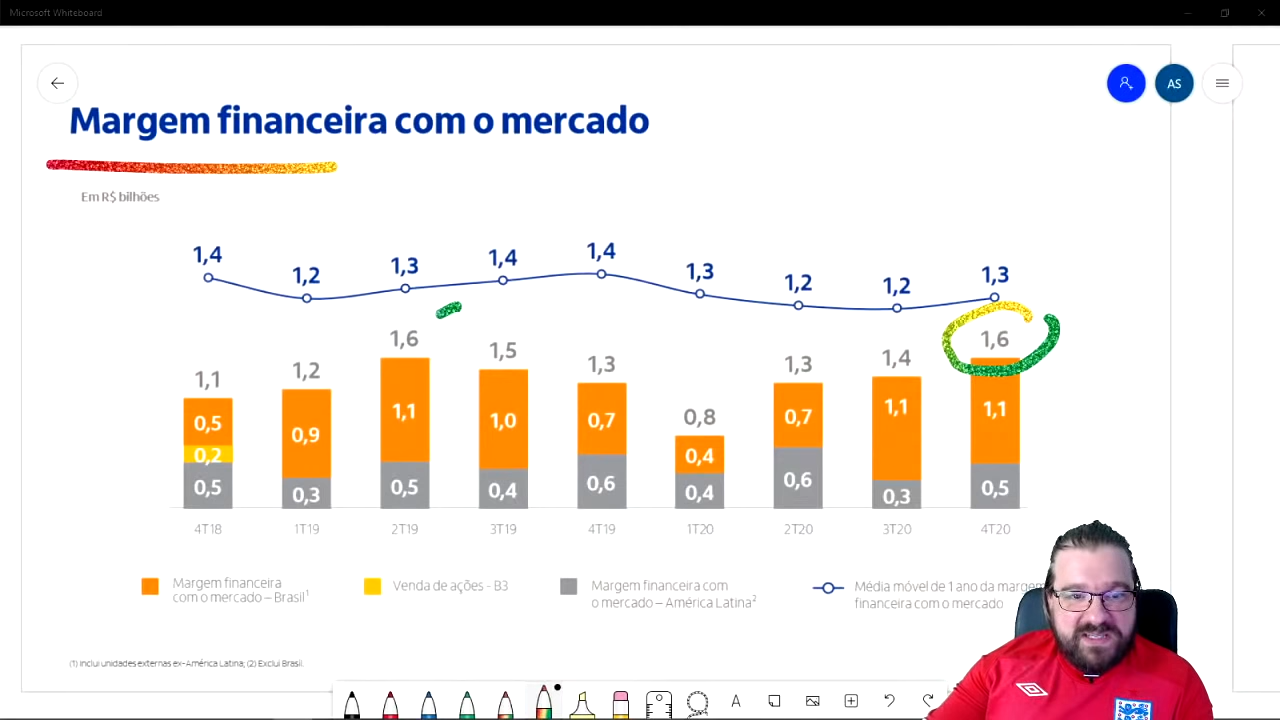 Microsoft Whiteboard
AS
Margem financeira com o mercado
Em R$ bilhões
1,4 1,2 1,3 1,4 1,4 1,3 1,2 1,2 1,3
1,1 1,2 1,6 1,5 1,3 0,8 1,3 1,4 1,6
0,5 0,9 1,1 1,0 0,7 0,4 0,7 1,1 1,1
0,2
0,5 0,3 0,5 0,4 0,6 0,4 0,6 0,3 0,5
4T18 1T19 2T19 3T19 4T19 1T20 2T20 3T20 4T20
Margem financeira
com o mercado – Brasil¹
Venda de ações - B3
Margem financeira com
o mercado – América Latina²
Média móvel de 1 ano da margem
financeira com o mercado
(1) Inclui unidades externas ex-América Latina; (2) Exclui Brasil.
A